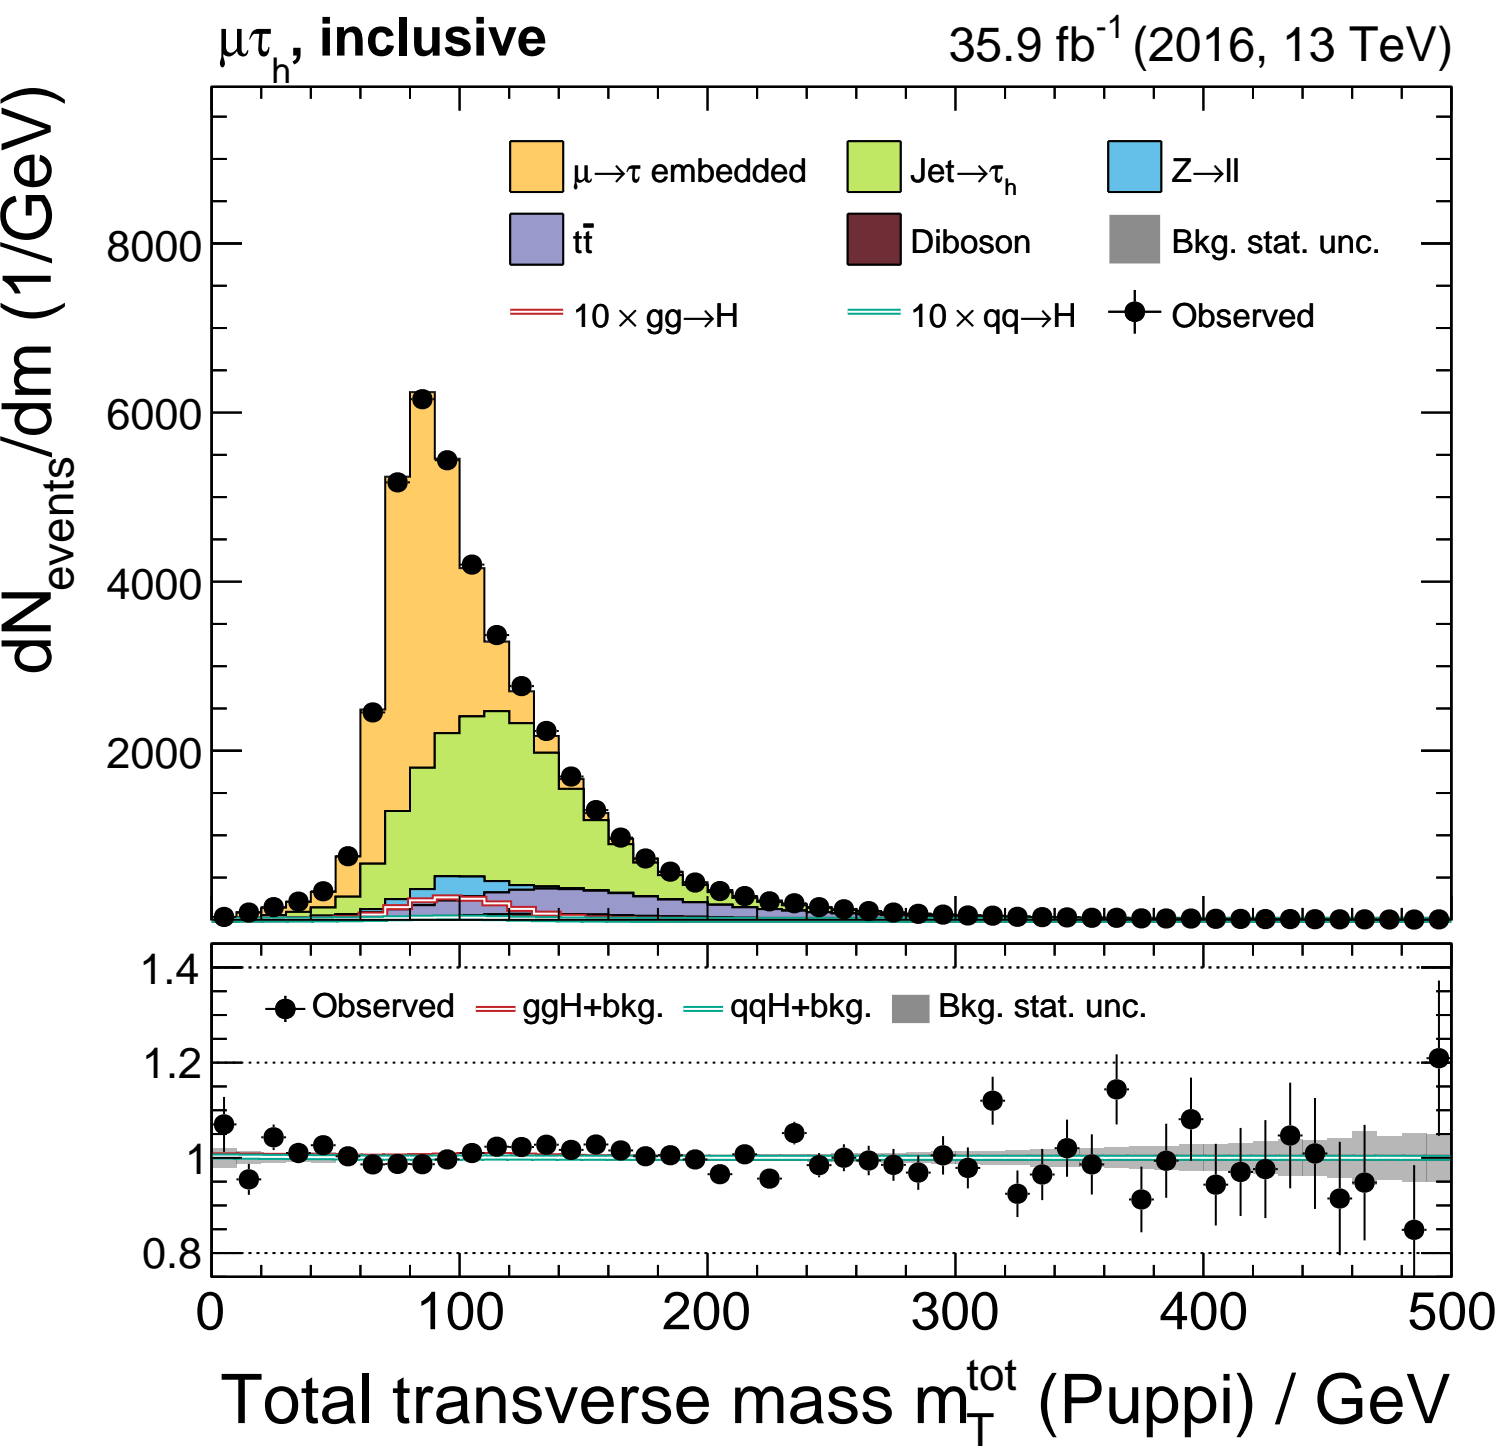 μτh, inclusive 35.9 fb-1 (2016, 13 TeV)
dNevents/dm (1/GeV)
μ→τ embedded Jet→τh Z→ll
tt̄ Diboson Bkg. stat. unc.
10 × gg→H 10 × qq→H Observed
8000
6000
4000
2000
1.4
Observed ggH+bkg. qqH+bkg. Bkg. stat. unc.
1.2
1
0.8
0 100 200 300 400 500
Total transverse mass mTtot (Puppi) / GeV